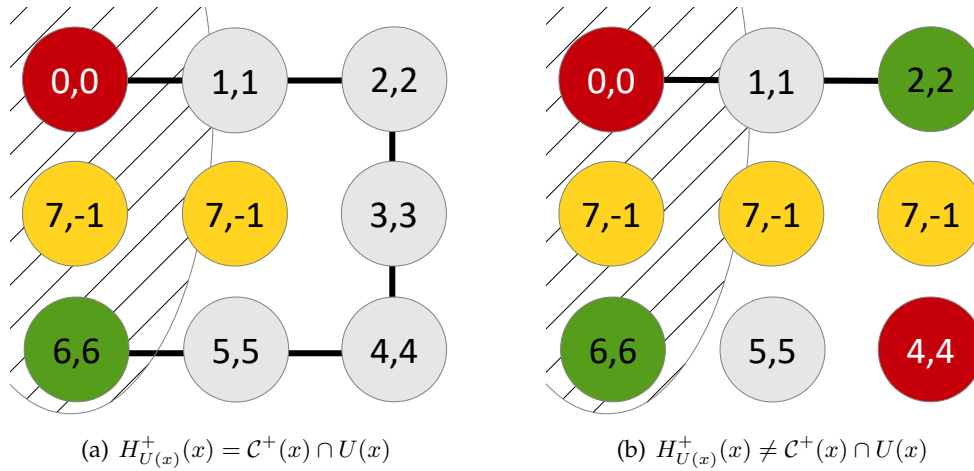 0,0 1,1 2,2 0,0 1,1 2,2
7,-1 7,-1 3,3 7,-1 7,-1 7,-1
6,6 5,5 4,4 6,6 5,5 4,4
(a) $H^+_{U(x)}(x) = \mathcal{C}^+(x) \cap U(x)$ (b) $H^+_{U(x)}(x) \neq \mathcal{C}^+(x) \cap U(x)$